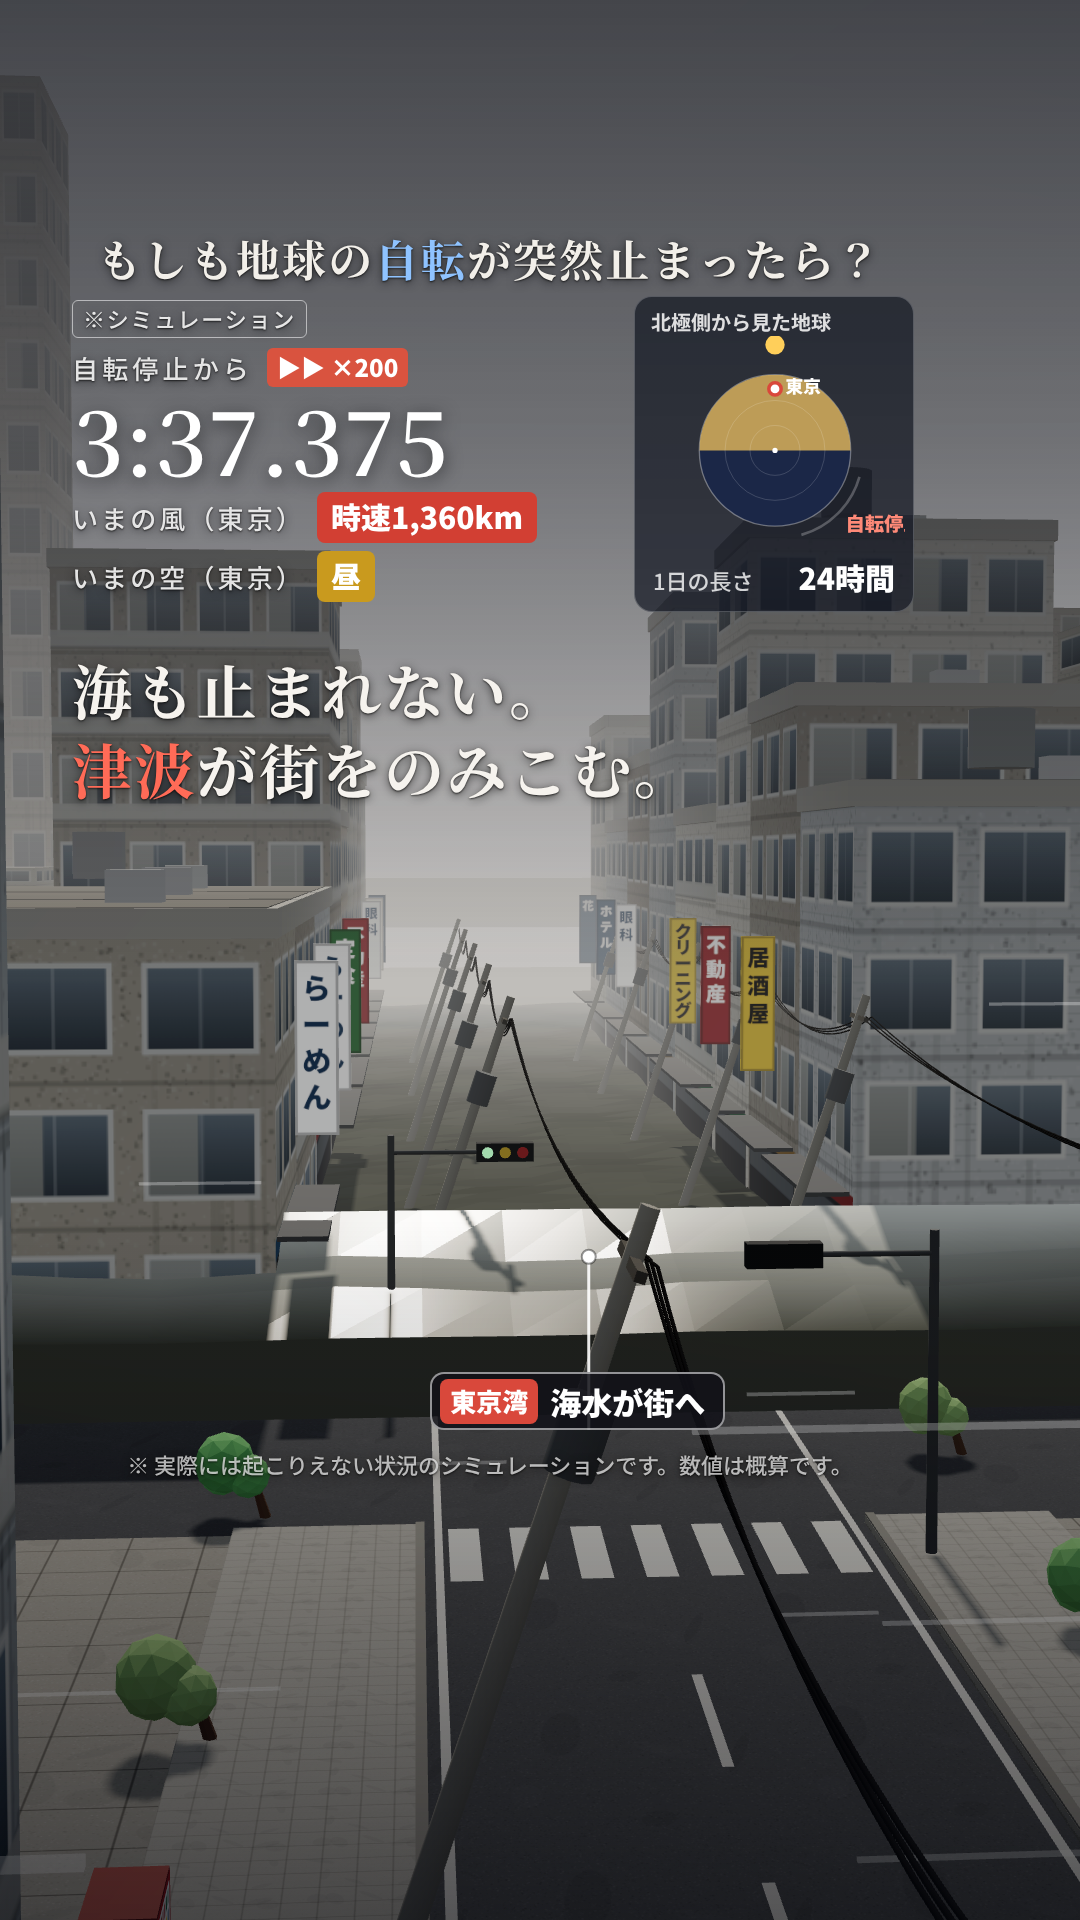 もしも地球の自転が突然止まったら？
※シミュレーション
自転停止から ▶▶ ×200
3:37.375
いまの風（東京） 時速1,360km
いまの空（東京） 昼
北極側から見た地球
東京
自転停
1日の長さ 24時間
海も止まれない。
津波が街をのみこむ。
眼科
らーめん
花
ホテル
眼科
クリーニング
不動産
居酒屋
東京湾 海水が街へ
※ 実際には起こりえない状況のシミュレーションです。数値は概算です。